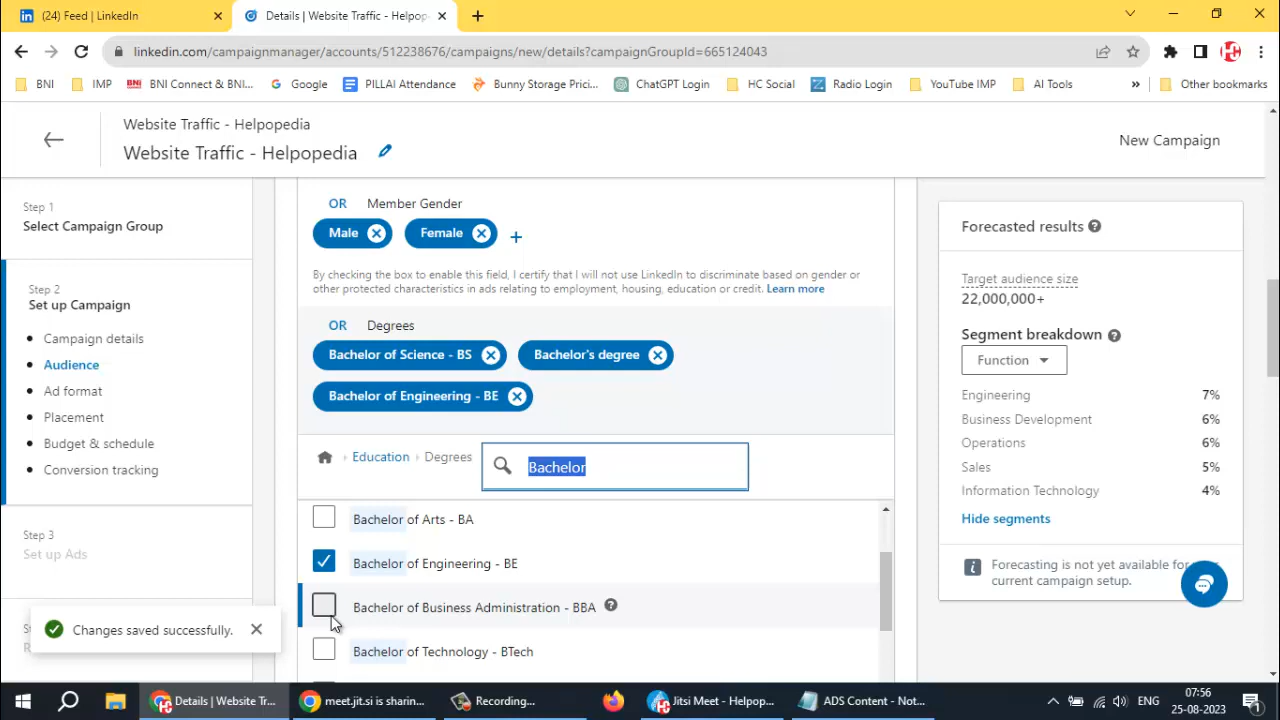 (24) Feed | LinkedIn
Details | Website Traffic - Helpop
linkedin.com/campaignmanager/accounts/512238676/campaigns/new/details?campaignGroupId=665124043
BNI
IMP
BNI Connect & BNI...
Google
PILLAI Attendance
Bunny Storage Prici...
ChatGPT Login
HC Social
Radio Login
YouTube IMP
AI Tools
»
Other bookmarks
Website Traffic - Helpopedia
Website Traffic - Helpopedia
New Campaign
Step 1
Select Campaign Group
Step 2
Set up Campaign
Campaign details
Audience
Ad format
Placement
Budget & schedule
Conversion tracking
Step 3
Set up Ads
Changes saved successfully.
OR Member Gender
Male
Female
By checking the box to enable this field, I certify that I will not use LinkedIn to discriminate based on gender or
other protected characteristics in ads relating to employment, housing, education or credit. Learn more
OR Degrees
Bachelor of Science - BS
Bachelor's degree
Bachelor of Engineering - BE
Education
Degrees
Bachelor
Bachelor of Arts - BA
Bachelor of Engineering - BE
Bachelor of Business Administration - BBA
Bachelor of Technology - BTech
Forecasted results
Target audience size
22,000,000+
Segment breakdown
Function
Engineering 7%
Business Development 6%
Operations 6%
Sales 5%
Information Technology 4%
Hide segments
Forecasting is not yet available for
current campaign setup.
Details | Website Tr...
meet.jit.si is sharin...
Recording...
Jitsi Meet - Helpop...
ADS Content - Not...
ENG
07:56
25-08-2023